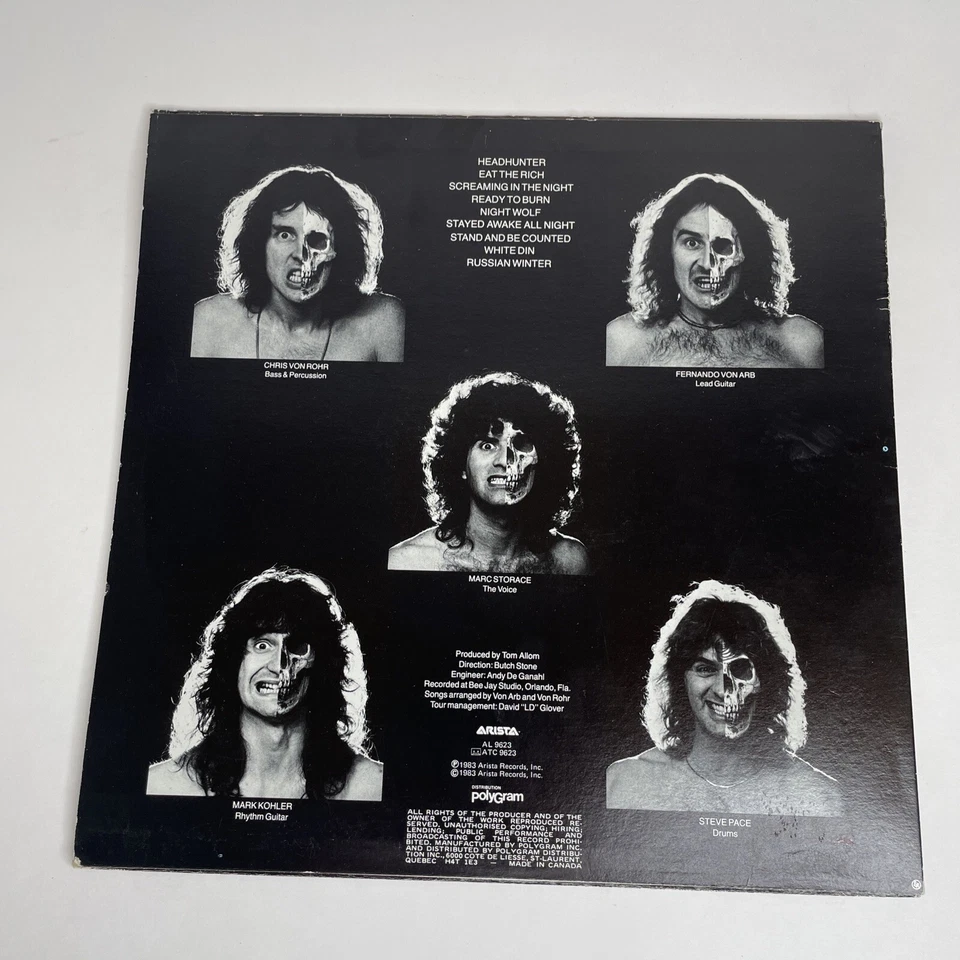 HEADHUNTER
EAT THE RICH
SCREAMING IN THE NIGHT
READY TO BURN
NIGHT WOLF
STAYED AWAKE ALL NIGHT
STAND AND BE COUNTED
WHITE DIN
RUSSIAN WINTER
CHRIS VON ROHR
Bass & Percussion
FERNANDO VON ARB
Lead Guitar
MARC STORACE
The Voice
MARK KOHLER
Rhythm Guitar
STEVE PACE
Drums
Produced by Tom Allom
Direction: Butch Stone
Engineer: Andy De Ganahl
Recorded at Bee Jay Studio, Orlando, Fla.
Songs arranged by Von Arb and Von Rohr
Tour management: David "LD" Glover
ARISTA
AL 9623
ATC 9623
℗1983 Arista Records, Inc.
©1983 Arista Records, Inc.
DISTRIBUTION
polyGram
ALL RIGHTS OF THE PRODUCER AND OF THE
OWNER OF THE WORK REPRODUCED RE-
SERVED. UNAUTHORISED COPYING; HIRING;
LENDING; PUBLIC PERFORMANCE AND
BROADCASTING OF THIS RECORD PROHI-
BITED. MANUFACTURED BY POLYGRAM INC.
AND DISTRIBUTED BY POLYGRAM DISTRIBU-
TION INC., 6000 COTE DE LIESSE, ST-LAURENT,
QUEBEC H4T 1E3 — MADE IN CANADA